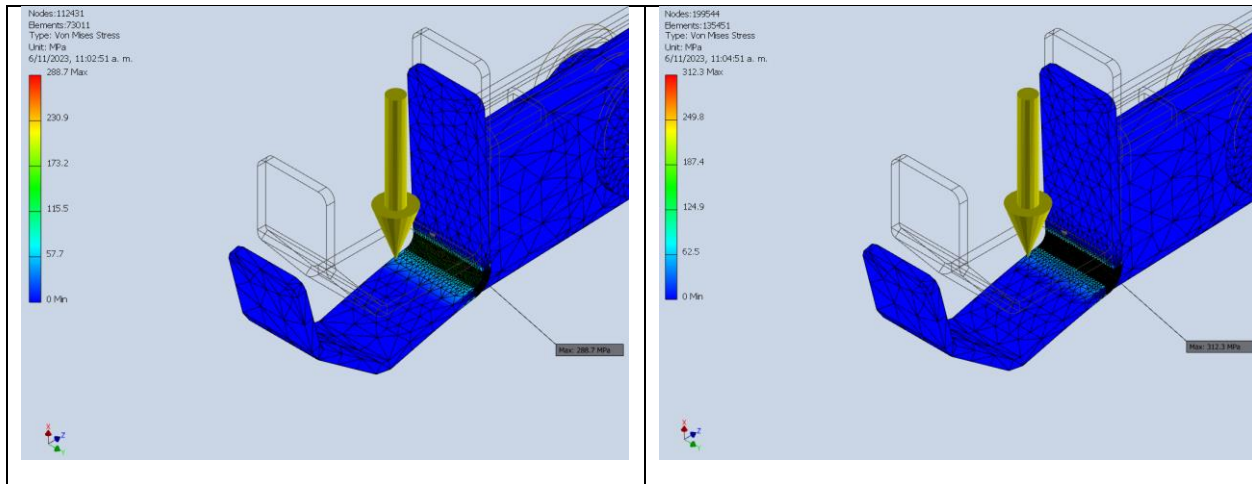 Nodes:112431
Elements:73011
Type: Von Mises Stress
Unit: MPa
6/11/2023, 11:02:51 a. m.
288.7 Max
230.9
173.2
115.5
57.7
0 Min
Max: 288.7 MPa
X
Z
Y
Nodes:199544
Elements:135451
Type: Von Mises Stress
Unit: MPa
6/11/2023, 11:04:51 a. m.
312.3 Max
249.8
187.4
124.9
62.5
0 Min
Max: 312.3 MPa
X
Z
Y